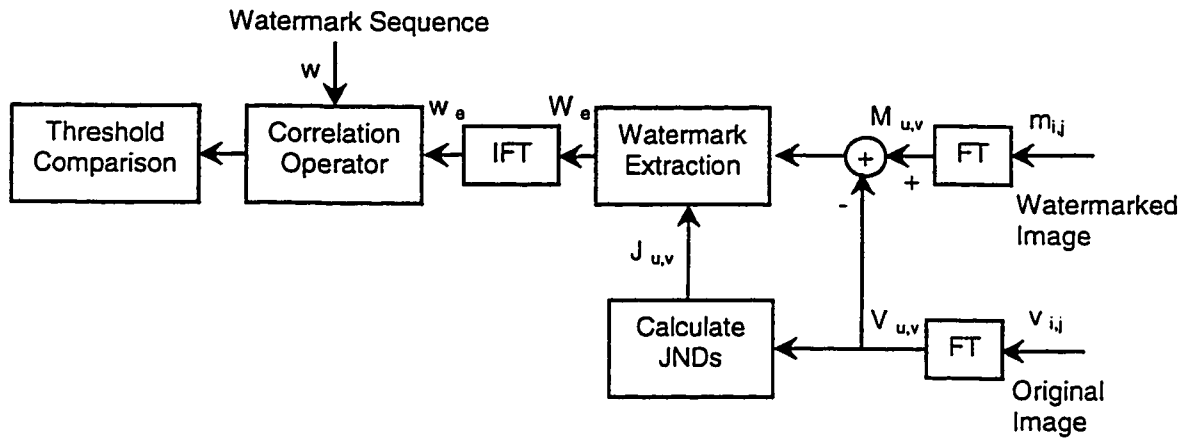 Watermark Sequence
w
Threshold
Comparison
Correlation
Operator
w e
IFT
W e
Watermark
Extraction
M u,v
+
+
-
FT
m i,j
Watermarked
Image
J u,v
Calculate
JNDs
V u,v
FT
v i,j
Original
Image